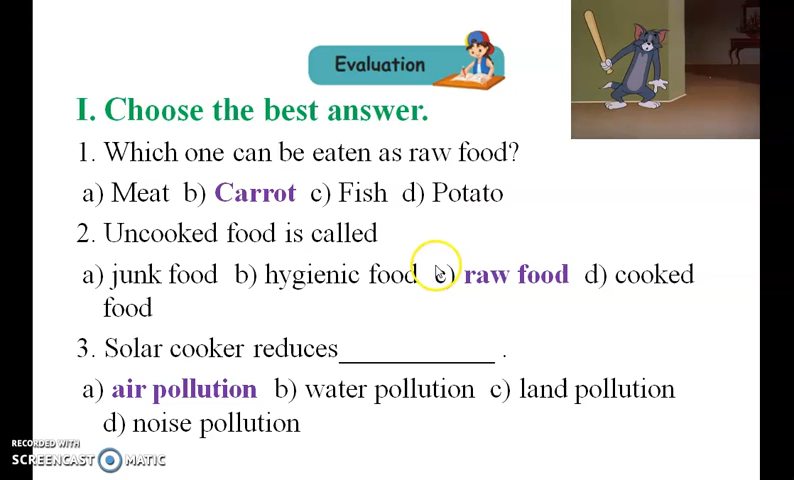 Evaluation
I. Choose the best answer.
1. Which one can be eaten as raw food?
a) Meat b) Carrot c) Fish d) Potato
2. Uncooked food is called
a) junk food b) hygienic food c) raw food d) cooked
food
3. Solar cooker reduces___________ .
a) air pollution b) water pollution c) land pollution
d) noise pollution
RECORDED WITH
SCREENCAST MATIC